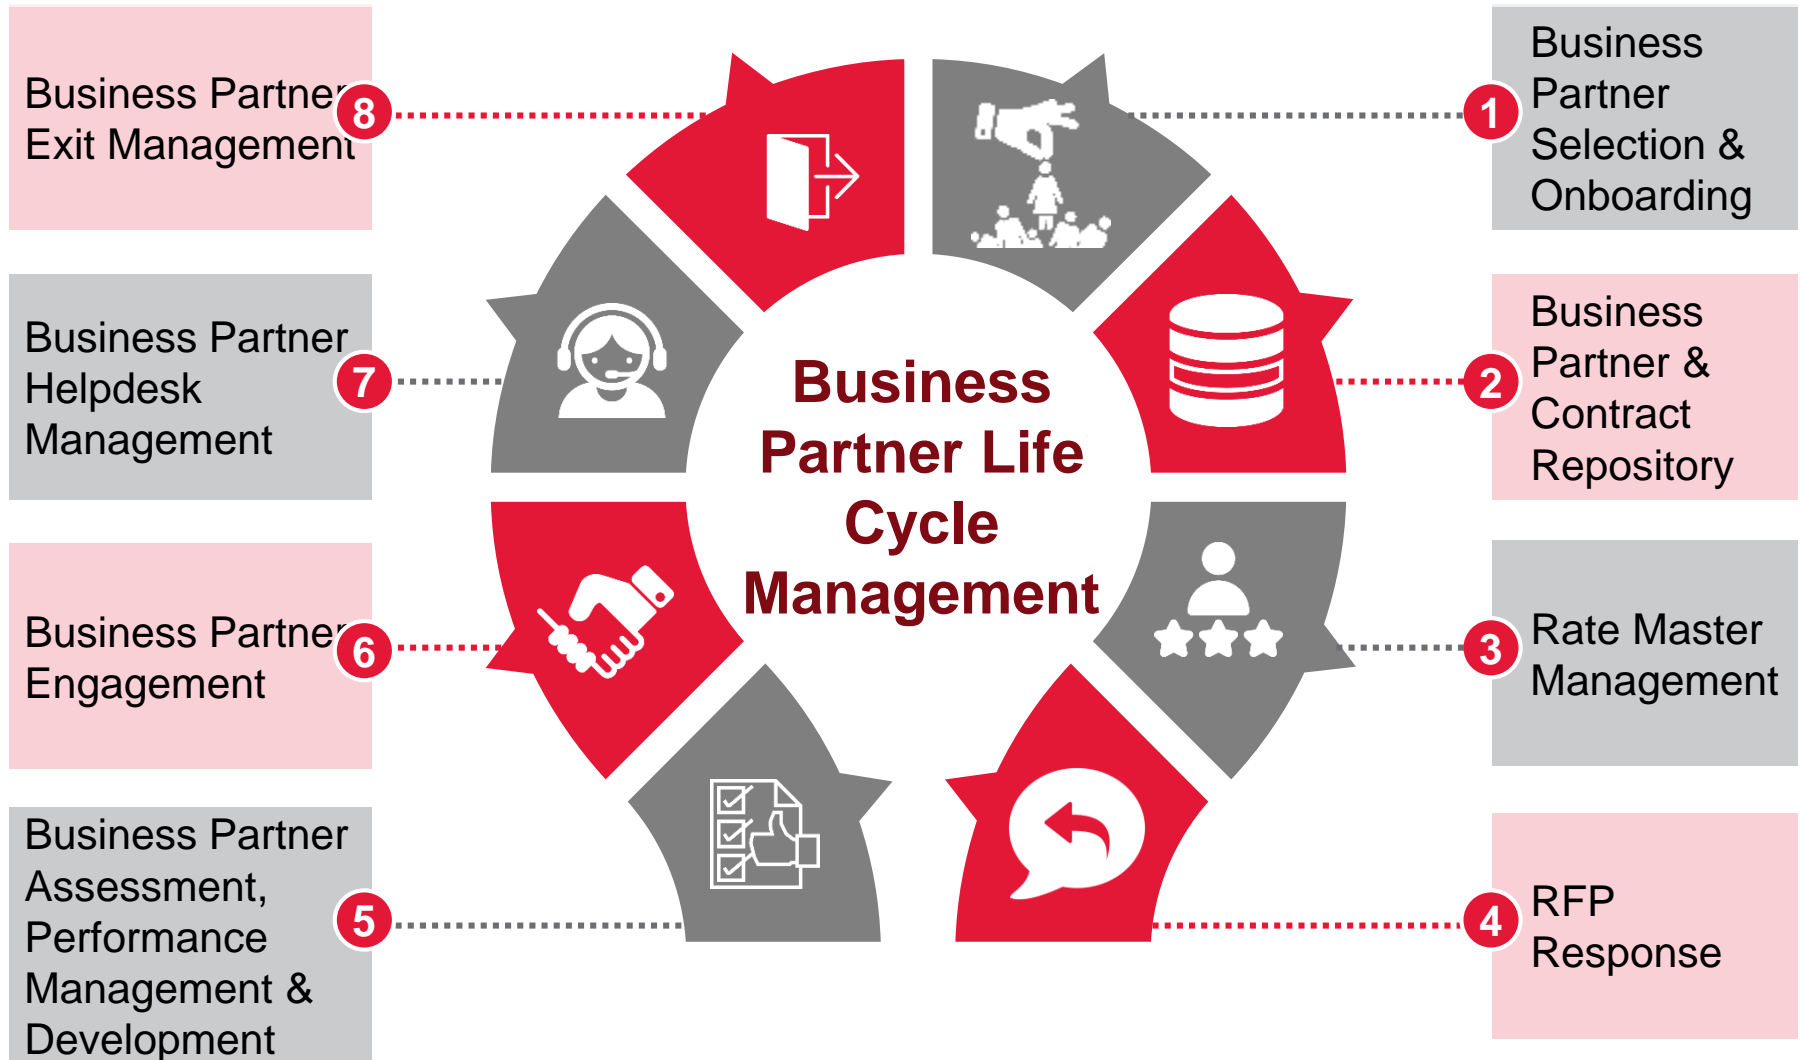 Business
Partner
Selection &
Onboarding
1
Business
Partner &
Contract
Repository
2
Rate Master
Management
3
RFP
Response
4
Business Partner
Assessment,
Performance
Management &
Development
5
Business Partner
Engagement
6
Business Partner
Helpdesk
Management
7
Business Partner
Exit Management
8
Business
Partner Life
Cycle
Management